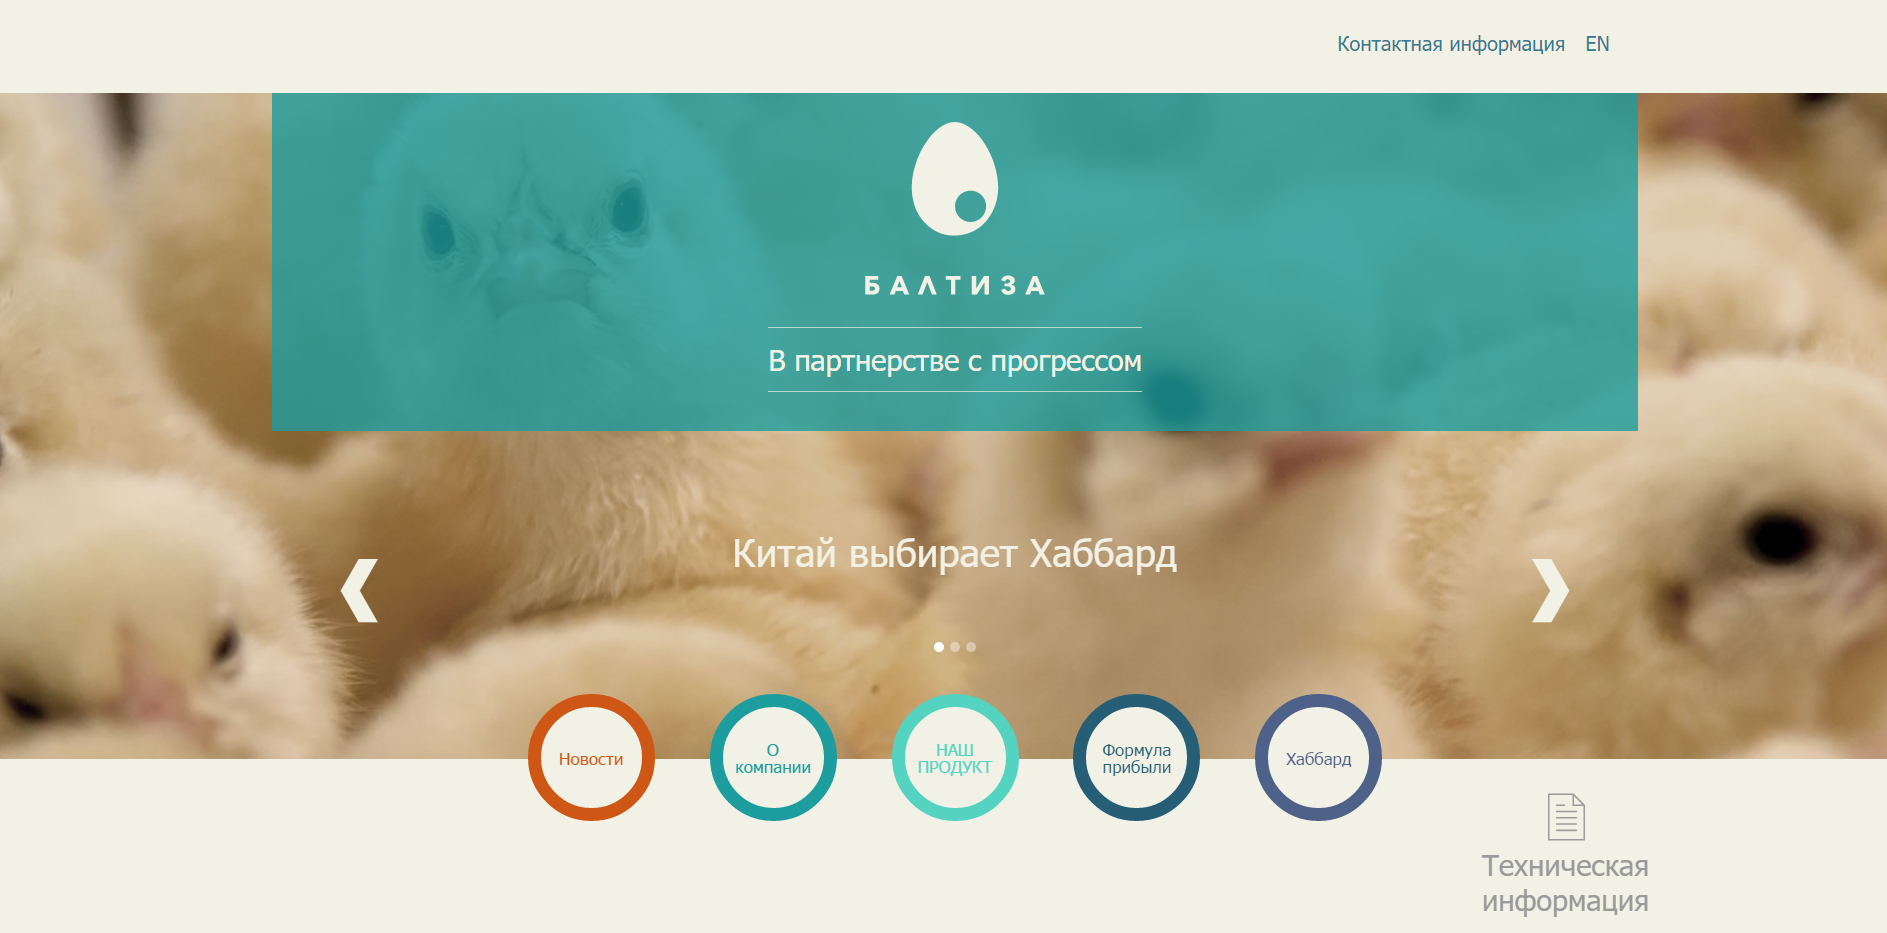 Контактная информация EN
БАЛТИЗА
В партнерстве с прогрессом
Китай выбирает Хаббард
Новости
О
компании
НАШ
ПРОДУКТ
Формула
прибыли
Хаббард
Техническая
информация